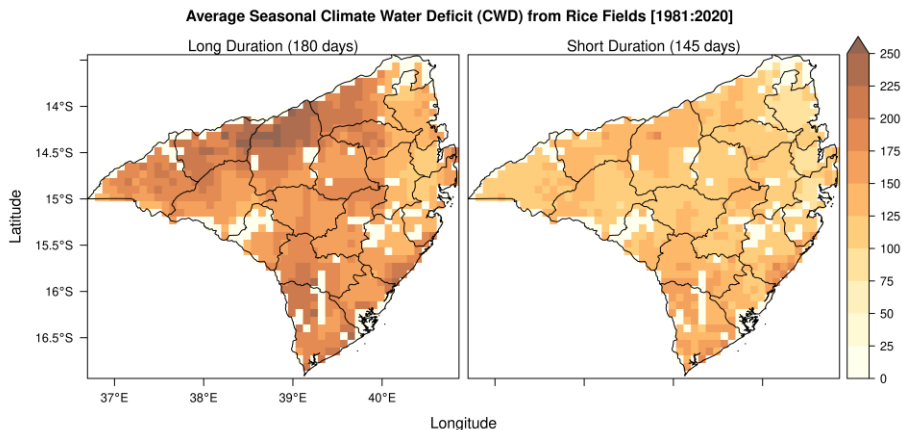 Average Seasonal Climate Water Deficit (CWD) from Rice Fields [1981:2020]
Long Duration (180 days)
Short Duration (145 days)
14°S
14.5°S
15°S
15.5°S
16°S
16.5°S
Latitude
37°E
38°E
39°E
40°E
Longitude
250
225
200
175
150
125
100
75
50
25
0